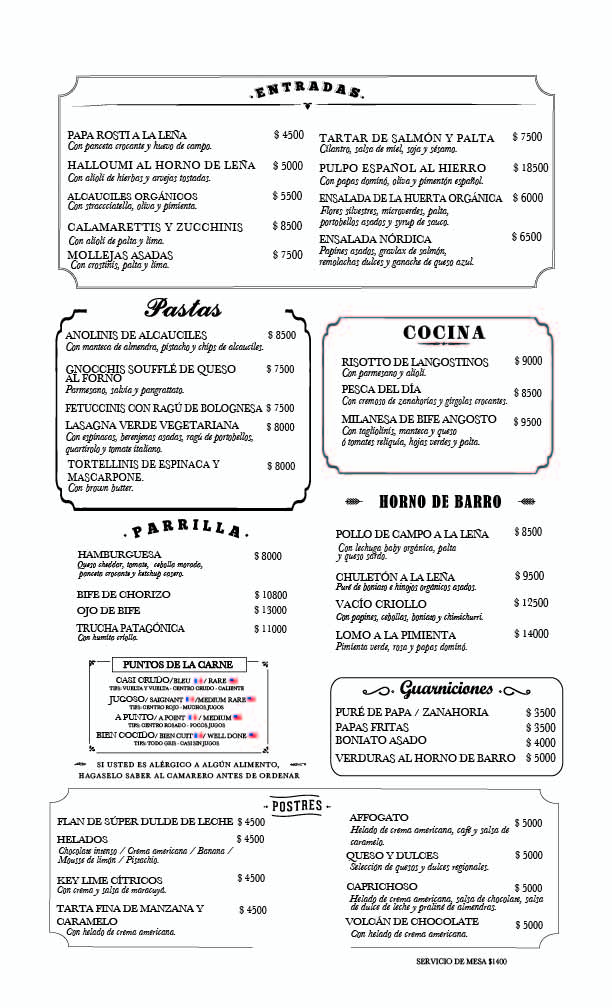 .ENTRADAS.
PAPA ROSTI A LA LEÑA $ 4500
Con panceta crocante y huevo de campo.
HALLOUMI AL HORNO DE LEÑA $ 5000
Con alioli de hierbas y arvejas tostadas.
ALCAUCILES ORGÁNICOS $ 5500
Con straccciatella, oliva y pimienta.
CALAMARETTIS Y ZUCCHINIS $ 8500
Con alioli de palta y lima.
MOLLEJAS ASADAS $ 7500
Con crostinis, palta y lima.
TARTAR DE SALMÓN Y PALTA $ 7500
Cilantro, salsa de miel, soja y sésamo.
PULPO ESPAÑOL AL HIERRO $ 18500
Con papas dominó, oliva y pimentón español.
ENSALADA DE LA HUERTA ORGÁNICA $ 6000
Flores silvestres, microverdes, palta,
portobellos asados y syrup de sauco.
ENSALADA NÓRDICA $ 6500
Papines asados, gravlax de salmón,
remolachas dulces y ganache de queso azul.
Pastas
ANOLINIS DE ALCAUCILES $ 8500
Con manteca de almendra, pistacho y chips de alcauciles.
GNOCCHIS SOUFFLÉ DE QUESO $ 7500
AL FORNO
Parmesano, salvia y pangrattato.
FETUCCINIS CON RAGÚ DE BOLOGNESA $ 7500
LASAGNA VERDE VEGETARIANA $ 8000
Con espinacas, berenjenas asadas, ragú de portobellos,
quartirolo y tomate italiano.
TORTELLINIS DE ESPINACA Y $ 8000
MASCARPONE.
Con brown butter.
COCINA
RISOTTO DE LANGOSTINOS $ 9000
Con parmesano y alioli.
PESCA DEL DÍA $ 8500
Con cremoso de zanahorias y gírgolas crocantes.
MILANESA DE BIFE ANGOSTO $ 9500
Con tagliolinis, manteca y queso
ó tomates reliquia, hojas verdes y palta.
.PARRILLA.
HAMBURGUESA $ 8000
Queso cheddar, tomate, cebolla morada,
panceta crocante y ketchup casero.
BIFE DE CHORIZO $ 10800
OJO DE BIFE $ 13000
TRUCHA PATAGÓNICA $ 11000
Con humita criolla.
PUNTOS DE LA CARNE
CASI CRUDO/BLEU / RARE
TIPS: VUELTA Y VUELTA - CENTRO CRUDO - CALIENTE
JUGOSO/ SAIGNANT /MEDIUM RARE
TIPS: CENTRO ROJO - MUCHOS JUGOS
A PUNTO/ A POINT / MEDIUM
TIPS: CENTRO ROSADO - POCOS JUGOS
BIEN COCIDO/ BIEN CUIT / WELL DONE
TIPS: TODO GRIS - CASI SIN JUGOS
SI USTED ES ALÉRGICO A ALGÚN ALIMENTO,
HAGASELO SABER AL CAMARERO ANTES DE ORDENAR
HORNO DE BARRO
POLLO DE CAMPO A LA LEÑA $ 8500
Con lechuga baby orgánica, palta
y queso sardo.
CHULETÓN A LA LEÑA $ 9500
Puré de boniato e hinojos orgánicos asados.
VACÍO CRIOLLO $ 12500
Con papines, cebollas, boniato y chimichurri.
LOMO A LA PIMIENTA $ 14000
Pimienta verde, rosa y papas dominó.
Guarniciones
PURÉ DE PAPA / ZANAHORIA $ 3500
PAPAS FRITAS $ 3500
BONIATO ASADO $ 4000
VERDURAS AL HORNO DE BARRO $ 5000
- POSTRES -
FLAN DE SÚPER DULDE DE LECHE $ 4500
HELADOS $ 4500
Chocolate intenso / Crema americana / Banana /
Mousse de limón / Pistachio.
KEY LIME CÍTRICOS $ 4500
Con crema y salsa de maracuyá.
TARTA FINA DE MANZANA Y $ 4500
CARAMELO
Con helado de crema americana.
AFFOGATO $ 5000
Helado de crema americana, café y salsa de
caramelo.
QUESO Y DULCES $ 5000
Selección de quesos y dulces regionales.
CAPRICHOSO $ 5000
Helado de crema americana, salsa de chocolate, salsa
de dulce de leche y praliné de almendras.
VOLCÁN DE CHOCOLATE $ 5000
Con helado de crema americana.
SERVICIO DE MESA $1400